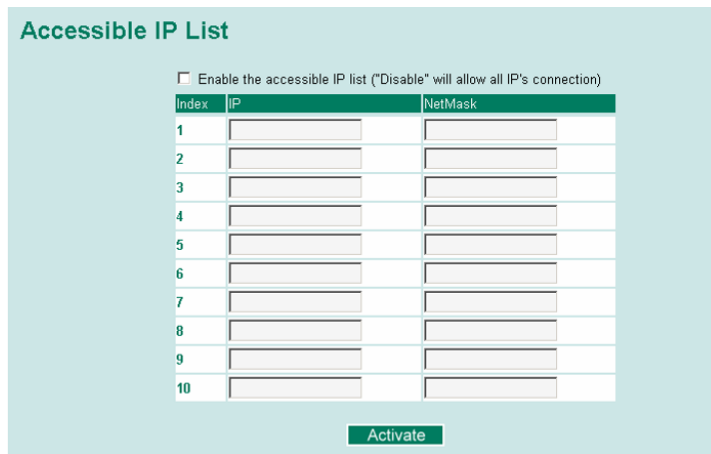 Accessible IP List
Enable the accessible IP list ("Disable" will allow all IP's connection)
Index IP NetMask
1
2
3
4
5
6
7
8
9
10
Activate